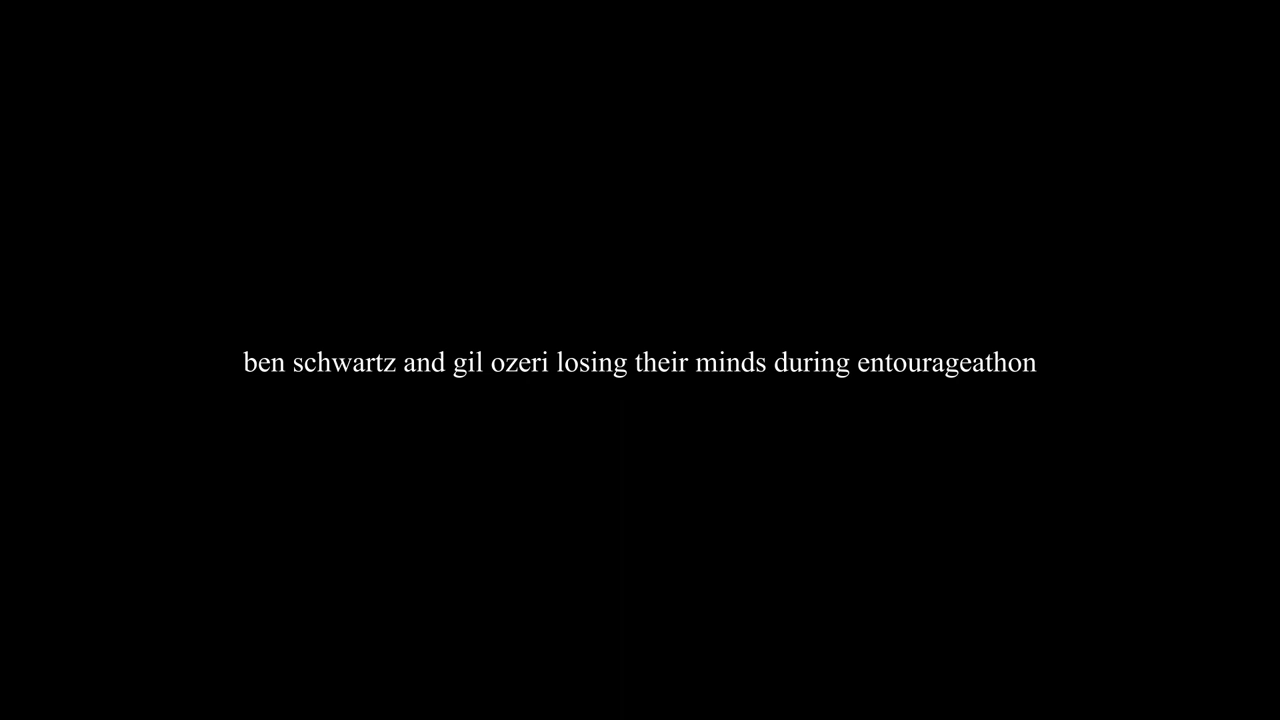 ben schwartz and gil ozeri losing their minds during entourageathon